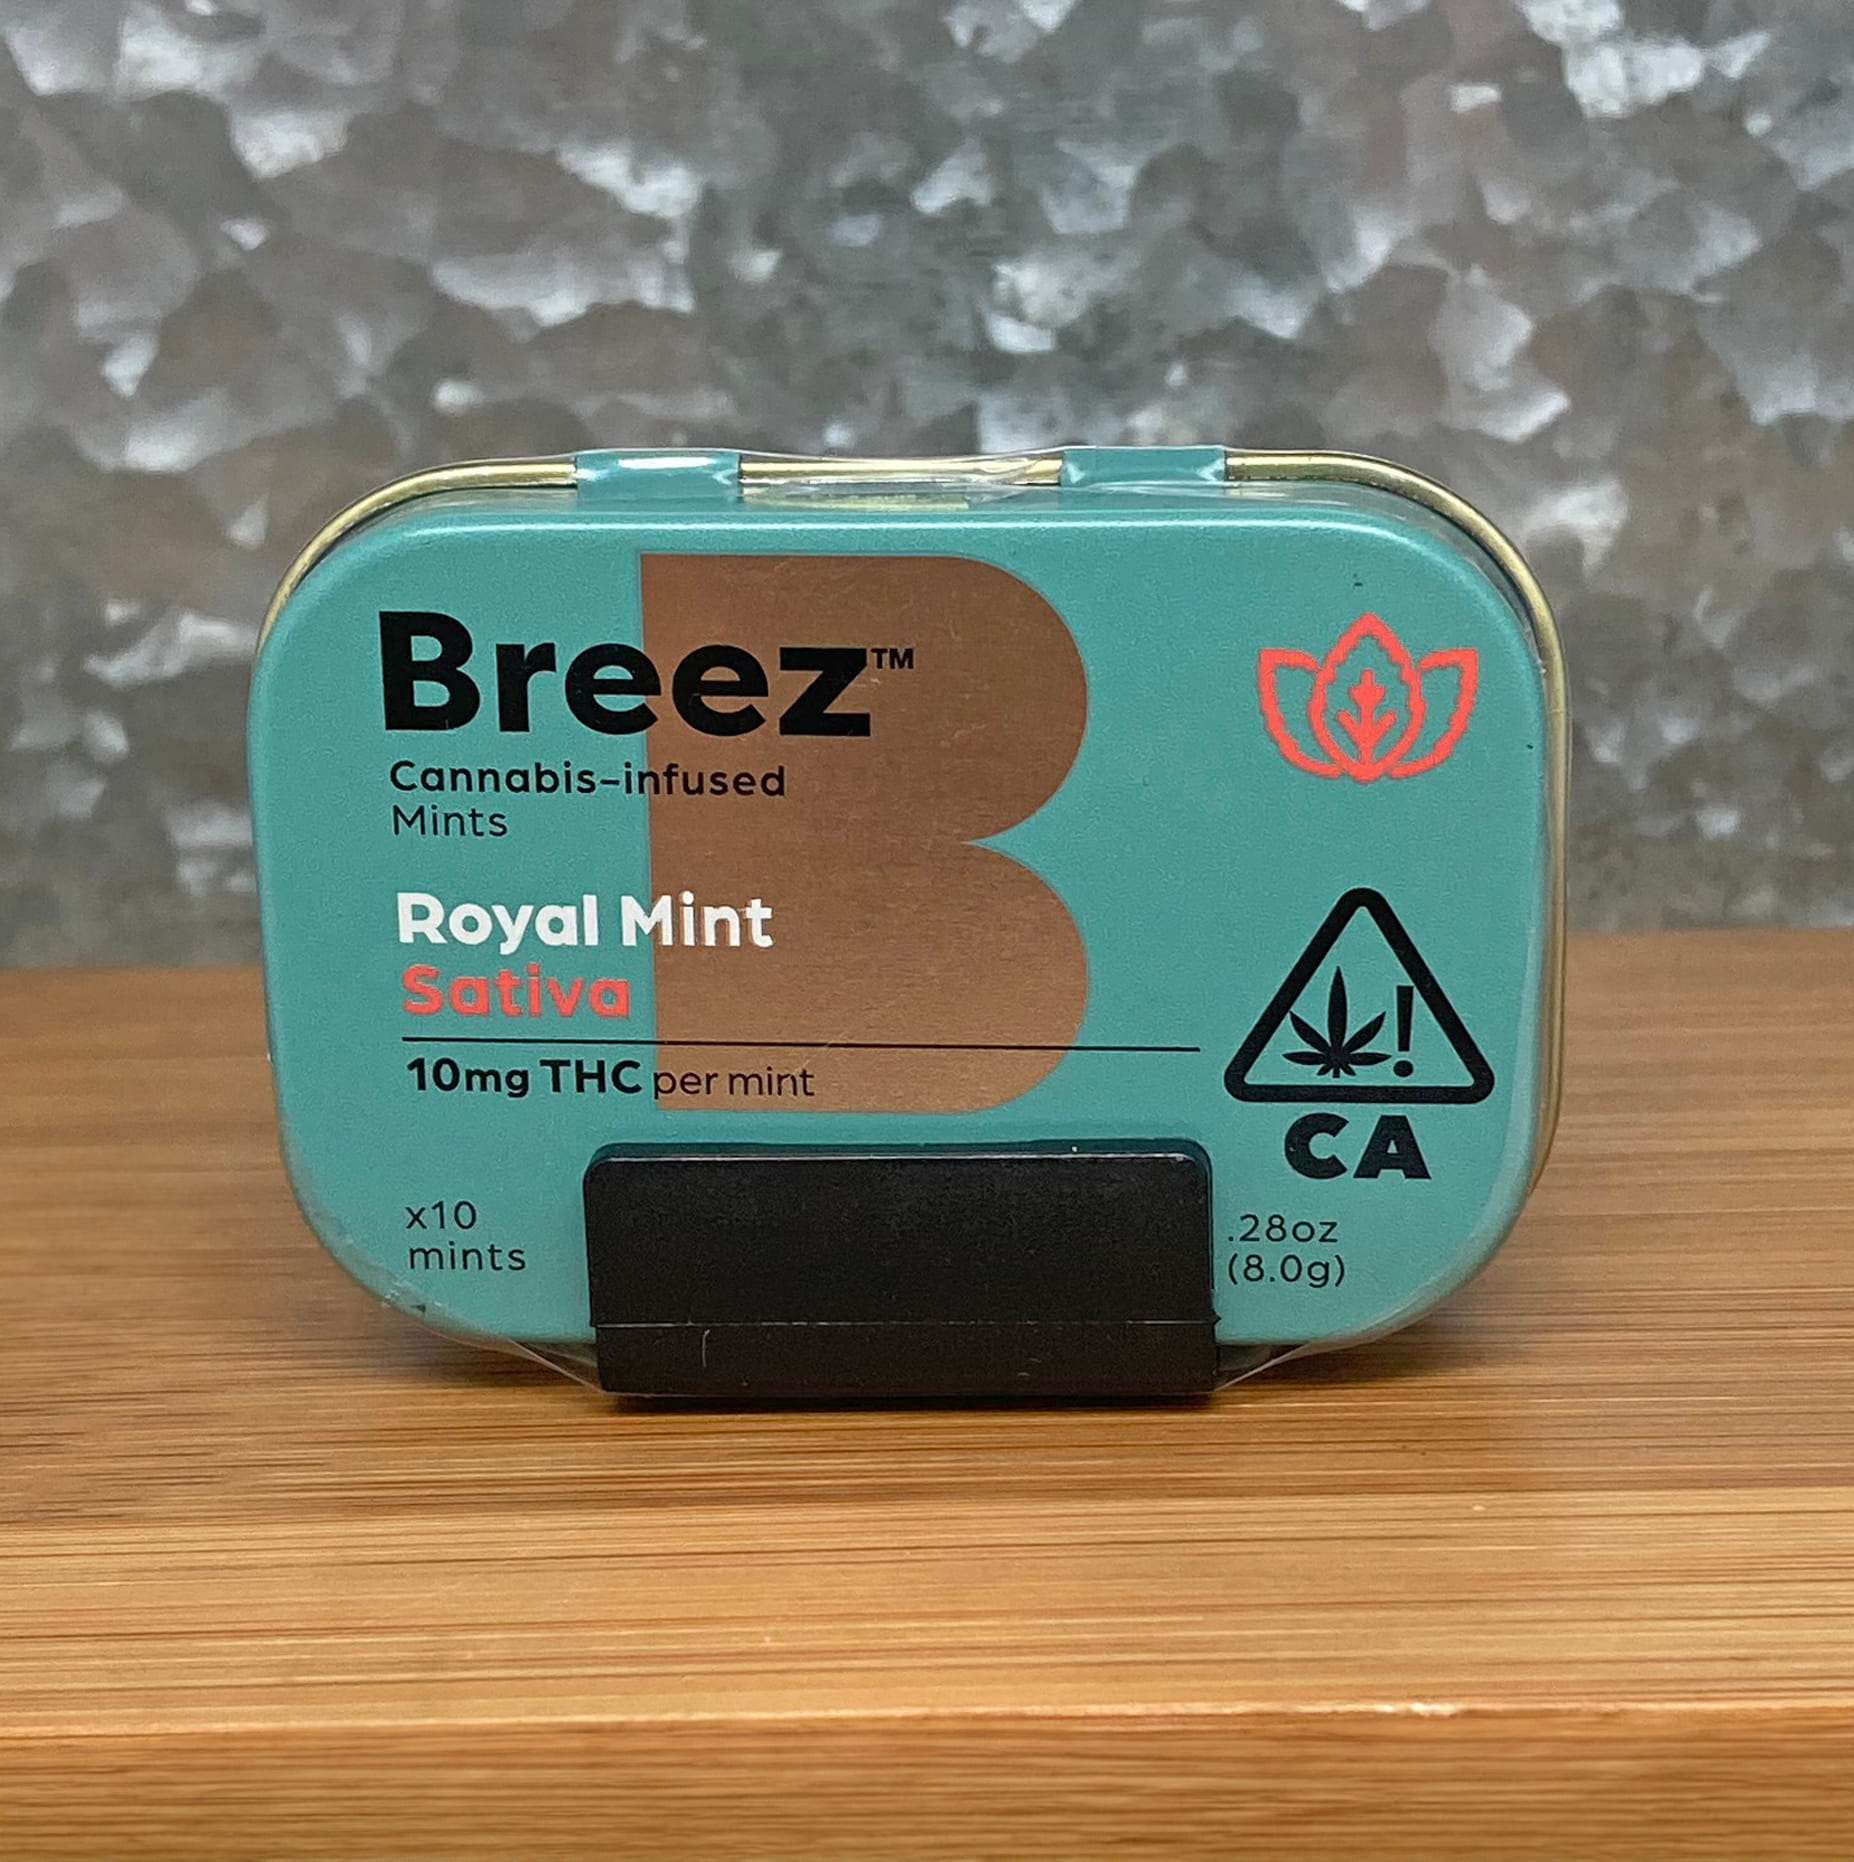 Breez™
Cannabis-infused
Mints
Royal Mint
Sativa
10mg THC per mint
!
CA
x10
mints
.28oz
(8.0g)